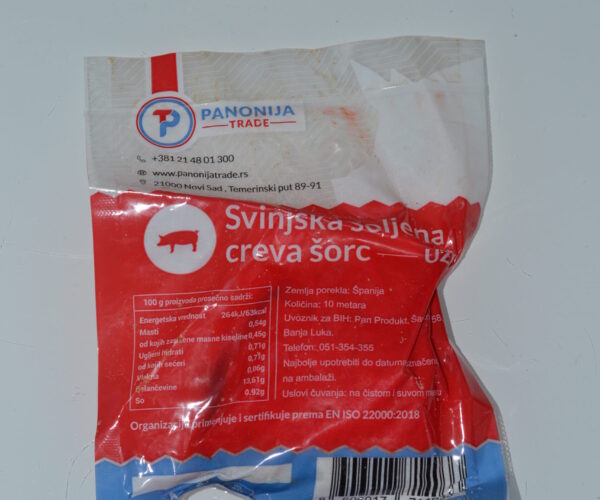 PANONIJA
TRADE
+381 21 48 01 300
www.panonijatrade.rs
21000 Novi Sad , Temerinski put 89-91
Svinjska soljena
creva šorc
100 g proizvoda prosečno sadrži:
Energetska vrednost 264kJ/63kcal
Masti 0,54g
od kojih zasićene masne kiseline 0,45g
Ugljeni hidrati 0,71g
od kojih šećeri 0,71g
Vlakna 0,06g
Belančevine 13,61g
So 0,92g
Zemlja porekla: Španija
Količina: 10 metara
Uvoznik za BIH: Pan Produkt,
Banja Luka.
Telefon: 051-354-355
Najbolje upotrebiti do datuma
na ambalaži.
Uslovi čuvanja: na čistom i suvom
Organizacija primenjuje i sertifikuje prema EN ISO 22000:2018